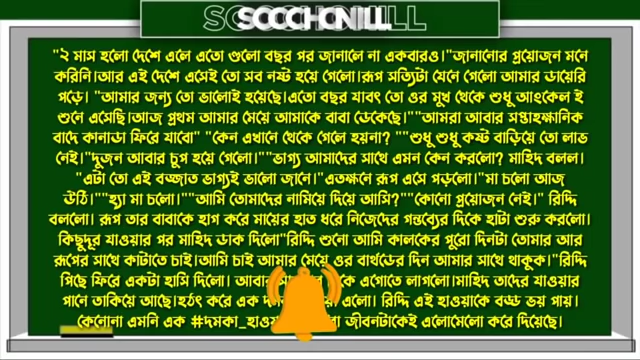 SOCCHONILL
"২ মাস হলো দেশে এলে এতো গুলো বছর পর জানালে না একবারও।"জানানোর প্রয়োজন মনে
করিনি।আর এই দেশে এসেই তো সব নষ্ট হয়ে গেলো।রূপ সত্যিটা যেনে গেলো আমার ডায়েরি
পড়ে। "আমার জন্য তো ভালোই হয়েছে।এতো বছর যাবৎ তো ওর মুখ থেকে শুধু আংকেল ই
শুনে এসেছি।আজ প্রথম আমার মেয়ে আমাকে বাবা ডেকেছে।""আমরা আবার সপ্তাহক্ষানিক
বাদে কানাডা ফিরে যাবো" "কেন এখানে থেকে গেলে হয়না? ""শুধু শুধু কষ্ট বাড়িয়ে তো লাভ
নেই।"দুজন আবার চুপ হয়ে গেলো।""ভাগ্য আমাদের সাথে এমন কেন করলো? মাহিদ বলল।
"এটা তো এই বজ্জাত ভাগ্যই ভালো জানে।"এতক্ষনে রূপ এসে পড়লো।"মা চলো আজ
উঠি।""হ্যা মা চলো।""আমি তোমাদের নামিয়ে দিয়ে আসি?""কোনো প্রয়োজন নেই।" রিদ্দি
বললো। রূপ তার বাবাকে হাগ করে মায়ের হাত ধরে নিজেদের গন্তব্যের দিকে হাটা শুরু করলো।
কিছুদূর যাওয়ার পর মাহিদ ডাক দিলো"রিদ্দি শুনো আমি কালকের পুরো দিনটা তোমার আর
রূপের সাথে কাটাতে চাই।আমি চাই আমার মেয়ে ওর বার্থডের দিন আমার সাথে থাকুক।"রিদ্দি
পিছে ফিরে একটা হাসি দিলো। আবার কে এগোতে লাগলো।মাহিদ তাদের যাওয়ার
পানে তাকিয়ে আছে।হঠৎ করে এক এলো। রিদ্দি এই হাওয়াকে বড্ড ভয় পায়।
কেনোনা এমনি এক #দমকা_হাওয় জীবনটাকেই এলোমেলো করে দিয়েছে।